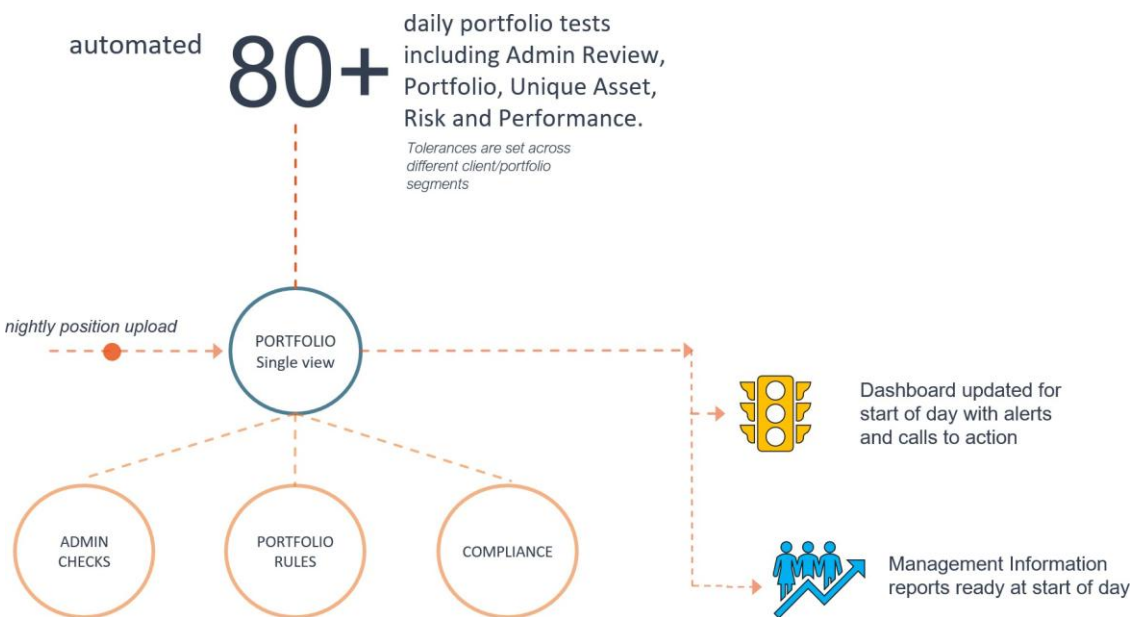 automated
80+
daily portfolio tests
including Admin Review,
Portfolio, Unique Asset,
Risk and Performance.
Tolerances are set across
different client/portfolio
segments
nightly position upload
PORTFOLIO
Single view
Dashboard updated for
start of day with alerts
and calls to action
ADMIN
CHECKS
PORTFOLIO
RULES
COMPLIANCE
Management Information
reports ready at start of day